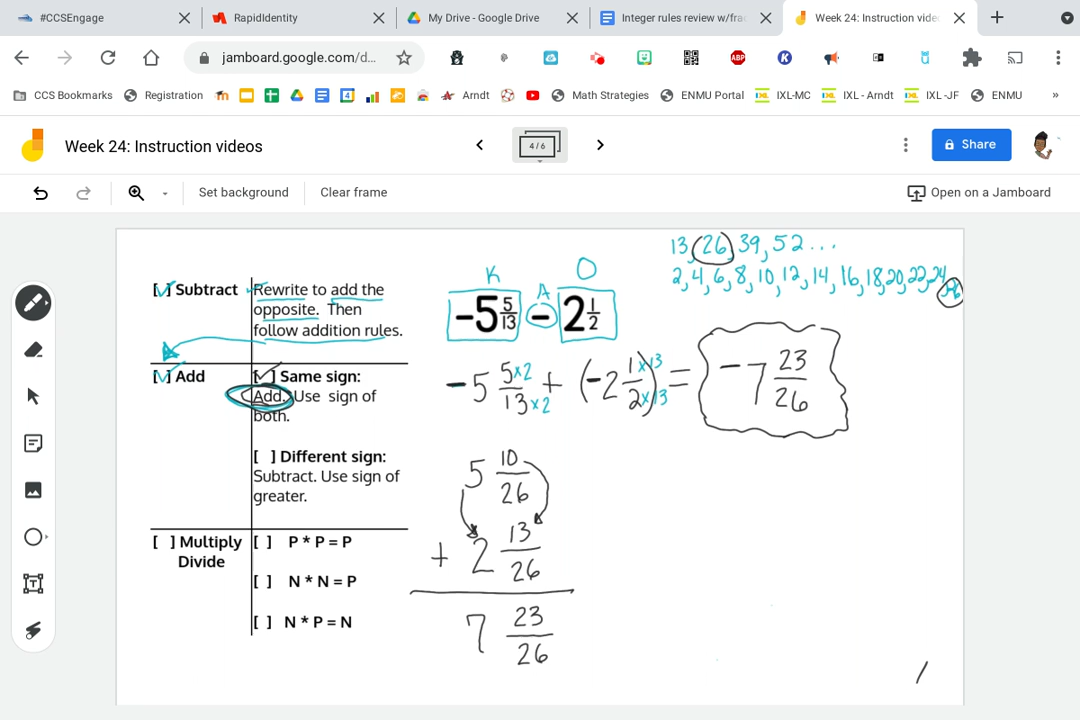 #CCSEngage
RapidIdentity
My Drive - Google Drive
Integer rules review w/fra
Week 24: Instruction vide
jamboard.google.com/d...
CCS Bookmarks
Registration
Arndt
Math Strategies
ENMU Portal
IXL-MC
IXL - Arndt
IXL -JF
ENMU
»
Week 24: Instruction videos
4 / 6
Share
Set background
Clear frame
Open on a Jamboard
13, 26, 39, 52 ...
2, 4, 6, 8, 10, 12, 14, 16, 18, 20, 22, 24
26
K A O
-5 5/13 - 2 1/2
-5 5×2/13×2 + (-2 1×13/2×13) = -7 23/26
5 10/26
+ 2 13/26
7 23/26
[ ] Subtract
Rewrite to add the
opposite. Then
follow addition rules.
[ ] Add
[ ] Same sign:
Add. Use sign of
both.
[ ] Different sign:
Subtract. Use sign of
greater.
[ ] Multiply
Divide
[ ] P * P = P
[ ] N * N = P
[ ] N * P = N